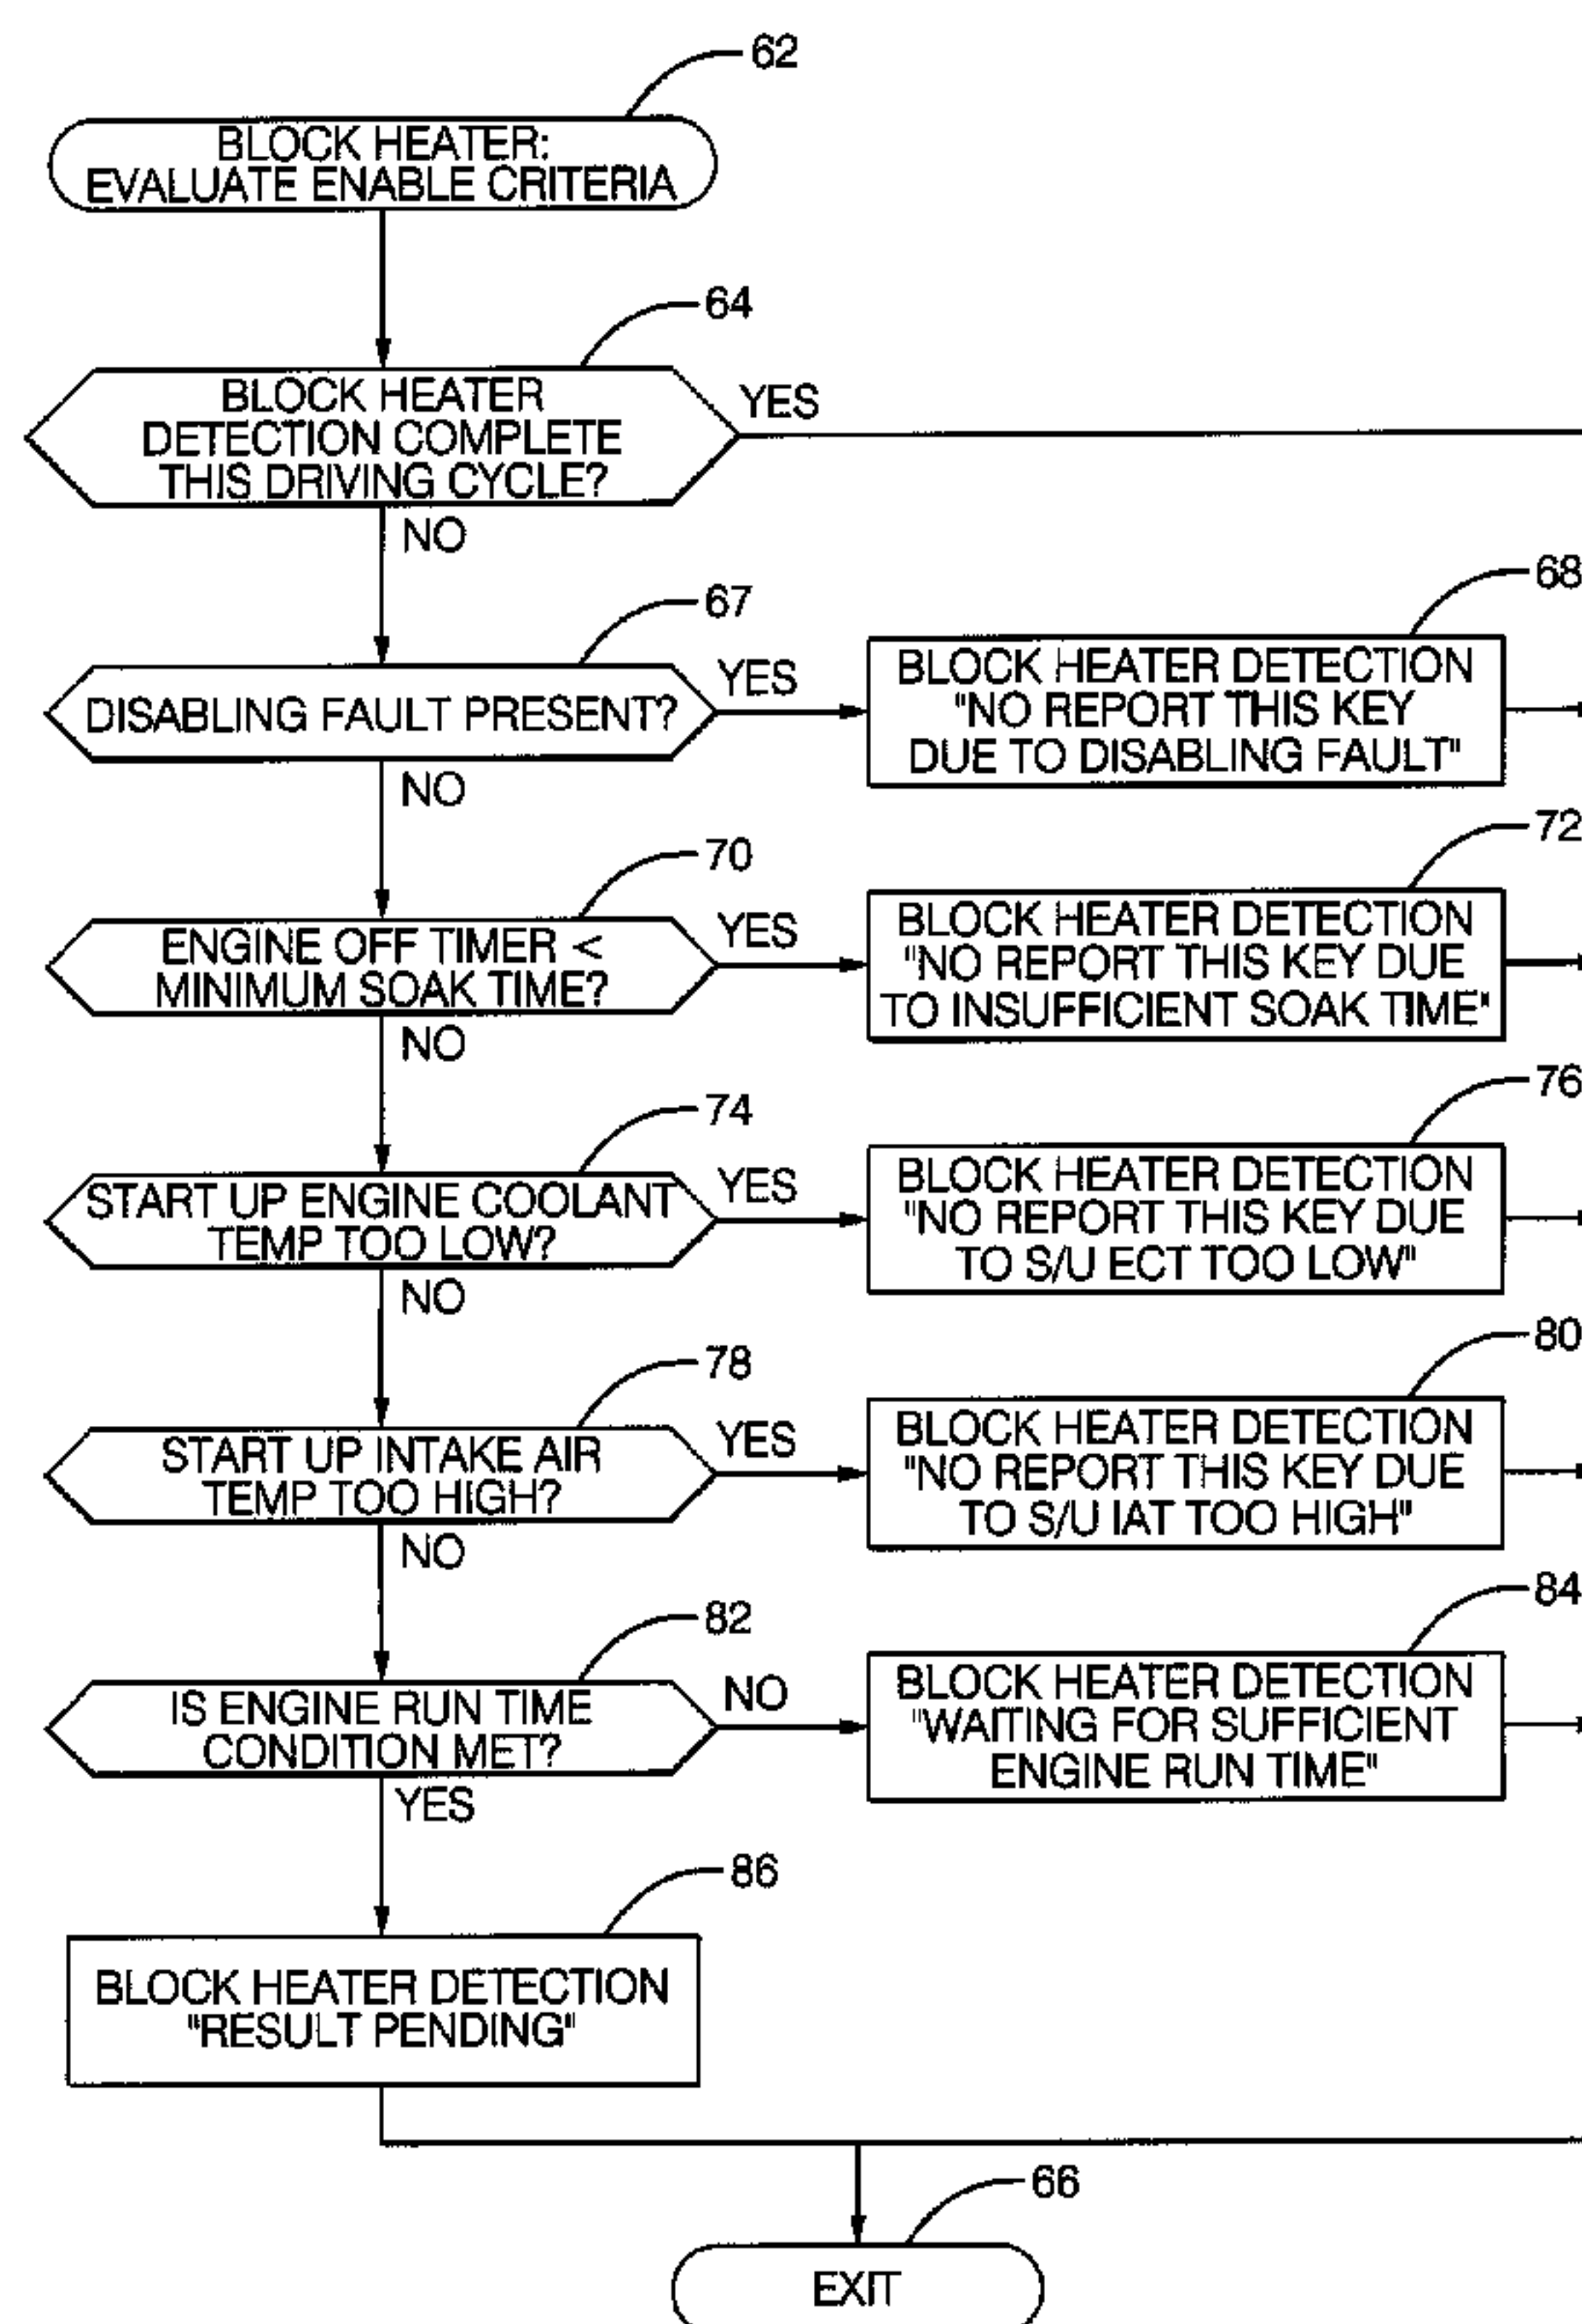 62
BLOCK HEATER:
EVALUATE ENABLE CRITERIA
64
BLOCK HEATER
DETECTION COMPLETE
THIS DRIVING CYCLE?
YES
NO
67
DISABLING FAULT PRESENT?
YES
NO
68
BLOCK HEATER DETECTION
"NO REPORT THIS KEY
DUE TO DISABLING FAULT"
70
ENGINE OFF TIMER <
MINIMUM SOAK TIME?
YES
NO
72
BLOCK HEATER DETECTION
"NO REPORT THIS KEY DUE
TO INSUFFICIENT SOAK TIME"
74
START UP ENGINE COOLANT
TEMP TOO LOW?
YES
NO
76
BLOCK HEATER DETECTION
"NO REPORT THIS KEY DUE
TO S/U ECT TOO LOW"
78
START UP INTAKE AIR
TEMP TOO HIGH?
YES
NO
80
BLOCK HEATER DETECTION
"NO REPORT THIS KEY DUE
TO S/U IAT TOO HIGH"
82
IS ENGINE RUN TIME
CONDITION MET?
NO
YES
84
BLOCK HEATER DETECTION
"WAITING FOR SUFFICIENT
ENGINE RUN TIME"
86
BLOCK HEATER DETECTION
"RESULT PENDING"
66
EXIT